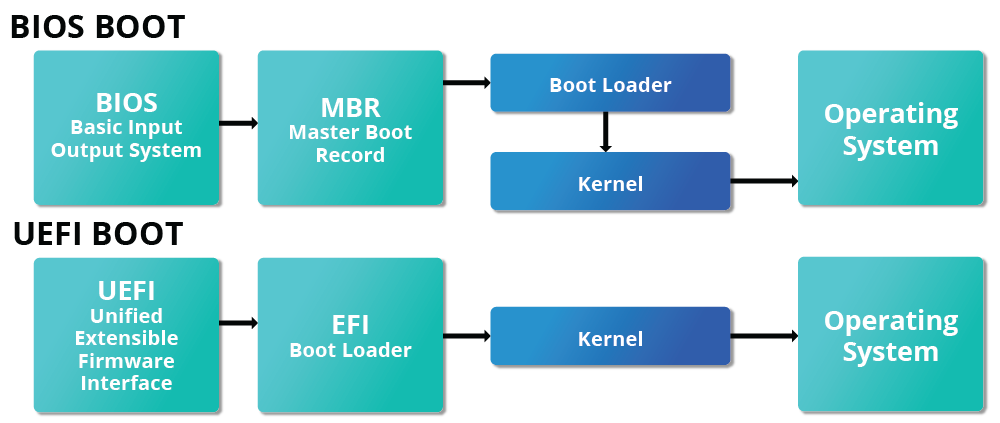 BIOS BOOT
BIOS
Basic Input
Output System
MBR
Master Boot
Record
Boot Loader
Kernel
Operating
System
UEFI BOOT
UEFI
Unified
Extensible
Firmware
Interface
EFI
Boot Loader
Kernel
Operating
System